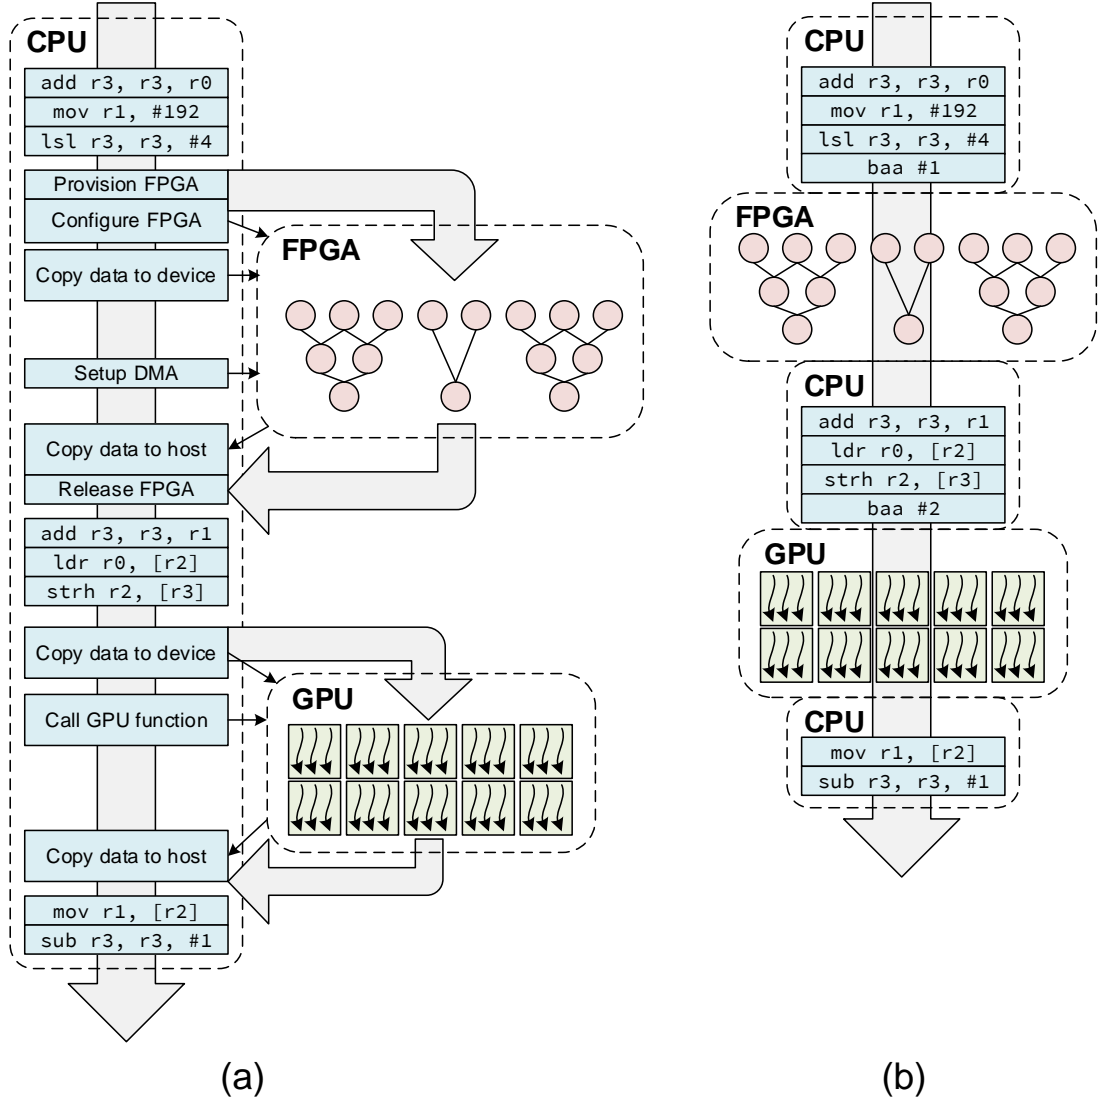 CPU
add r3, r3, r0
mov r1, #192
lsl r3, r3, #4
Provision FPGA
Configure FPGA
Copy data to device
Setup DMA
Copy data to host
Release FPGA
add r3, r3, r1
ldr r0, [r2]
strh r2, [r3]
Copy data to device
Call GPU function
Copy data to host
mov r1, [r2]
sub r3, r3, #1
FPGA
GPU
(a)
CPU
add r3, r3, r0
mov r1, #192
lsl r3, r3, #4
baa #1
FPGA
CPU
add r3, r3, r1
ldr r0, [r2]
strh r2, [r3]
baa #2
GPU
CPU
mov r1, [r2]
sub r3, r3, #1
(b)